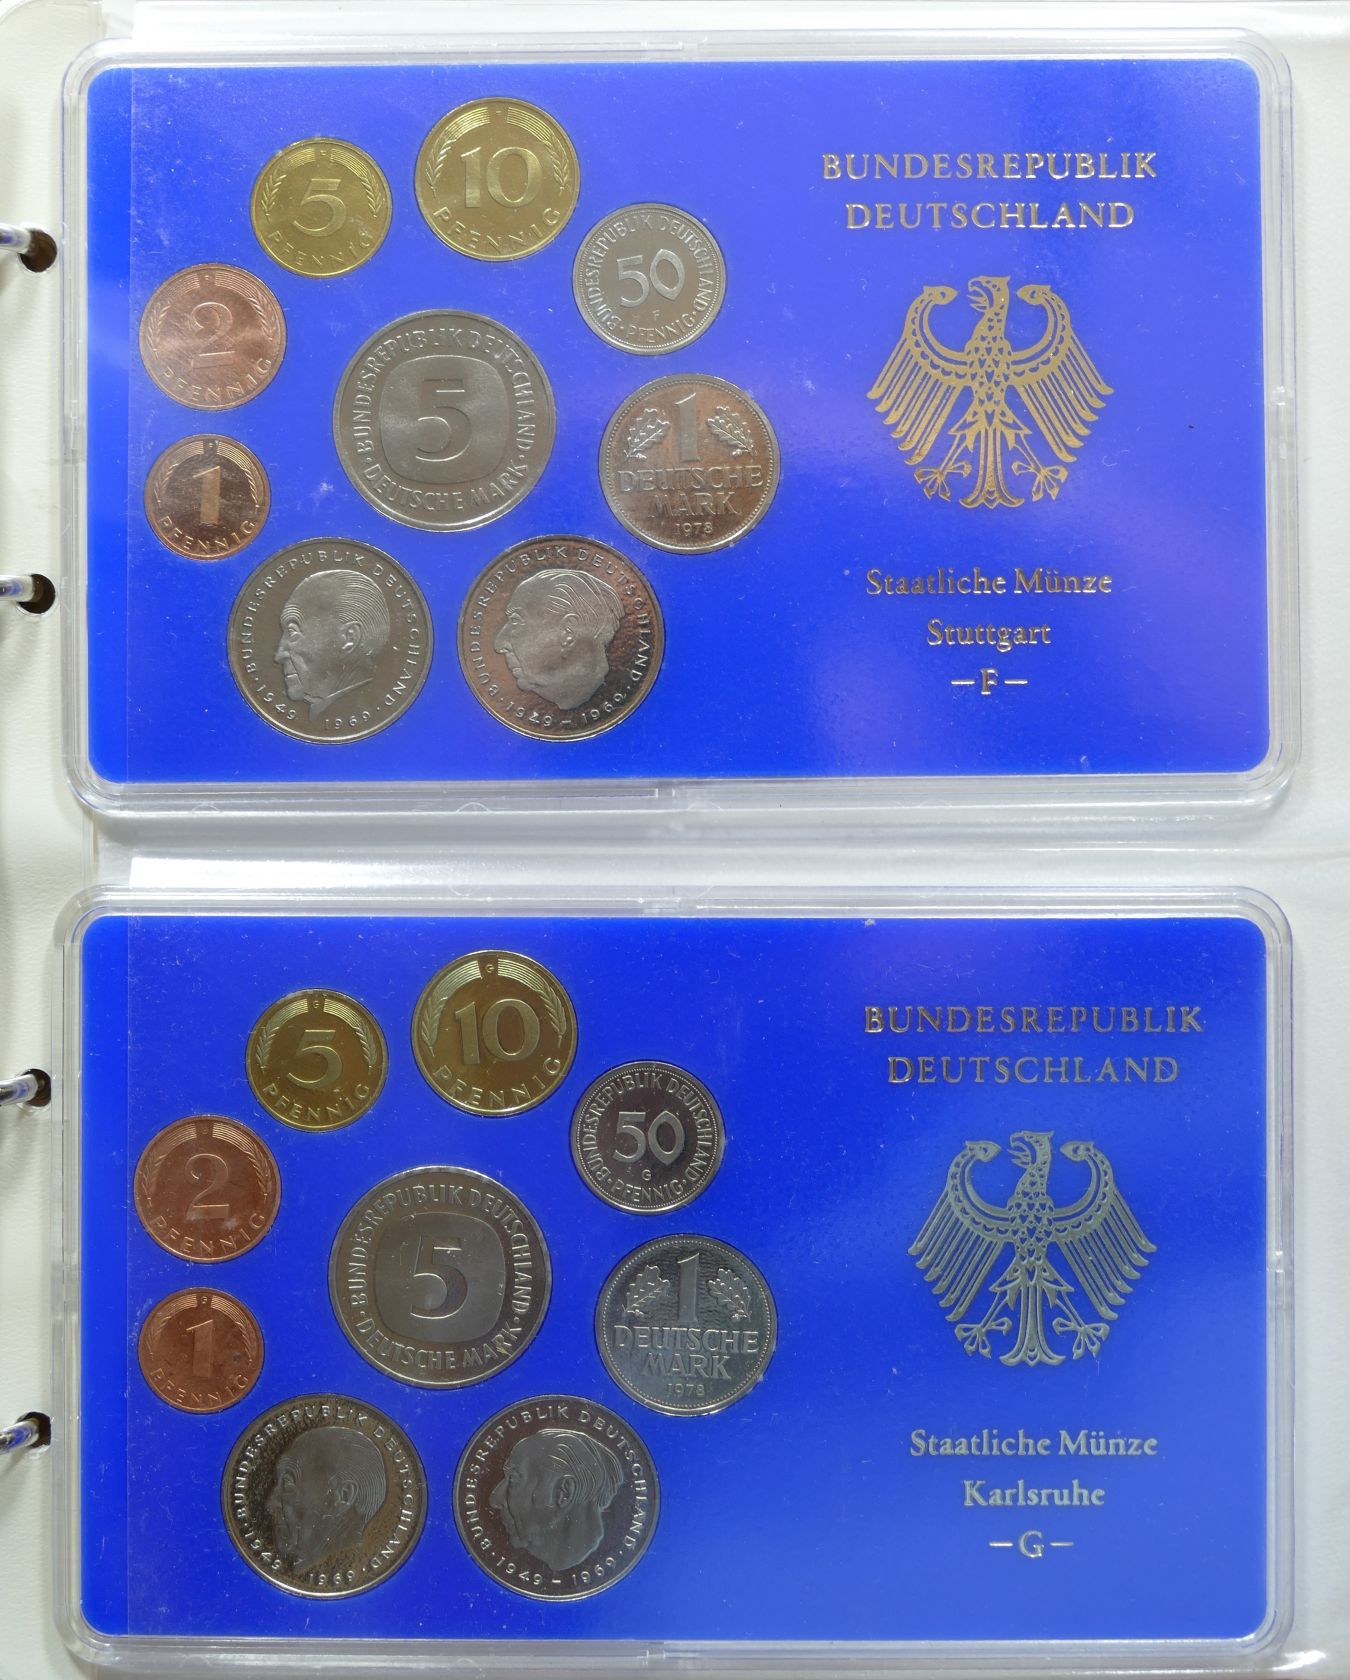 BUNDESREPUBLIK
DEUTSCHLAND
Staatliche Münze
Stuttgart
–F–
5
PFENNIG
10
PFENNIG
BUNDESREPUBLIK DEUTSCHLAND
50
F
PFENNIG
2
PFENNIG
BUNDESREPUBLIK DEUTSCHLAND
5
DEUTSCHE MARK
1
DEUTSCHE
MARK
1978
1
PFENNIG
BUNDESREPUBLIK DEUTSCHLAND
1949 1969
BUNDESREPUBLIK DEUTSCHLAND
1949 – 1969
BUNDESREPUBLIK
DEUTSCHLAND
Staatliche Münze
Karlsruhe
–G–
G
5
PFENNIG
G
10
PFENNIG
BUNDESREPUBLIK DEUTSCHLAND
50
G
PFENNIG
2
PFENNIG
BUNDESREPUBLIK DEUTSCHLAND
5
DEUTSCHE MARK
1
DEUTSCHE
MARK
1978
G
1
PFENNIG
BUNDESREPUBLIK DEUTSCHLAND
1949 1969
BUNDESREPUBLIK DEUTSCHLAND
1949 – 1969